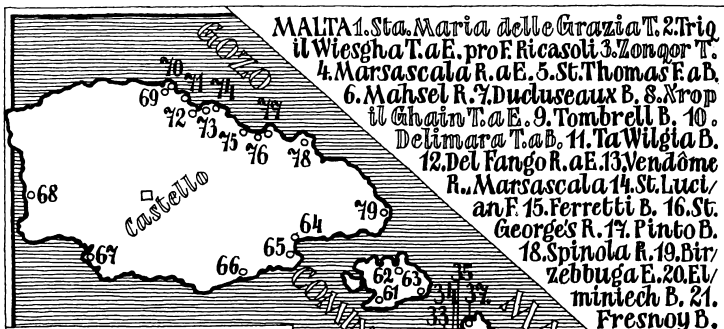 MALTA 1. Sta. Maria delle Grazia T. 2. Triq
il Wiesgha T. a E. pro F. Ricasoli 3. Zonqor T.
4. Marsascala R. a E. 5. St. Thomas F. a B.
6. Mahsel R. 7. Ducluseaux B. 8. Xrop
il Ghain T. a E. 9. Tombrell B. 10.
Delimara T. a B. 11. Ta Wilgia B.
12. Del Fango R. a E. 13. Vendôme
R., Marsascala 14. St. Luci/
an F. 15. Ferretti B. 16. St.
George's R. 17. Pinto B.
18. Spinola R. 19. Bir/
zebbuga E. 20. El/
miniech B. 21.
Fresnoy B.
GOZO
70
71
74
69
72
73
77
75
76
78
68
Castello
79
64
65
67
66
62
63
61
35
34
37
33